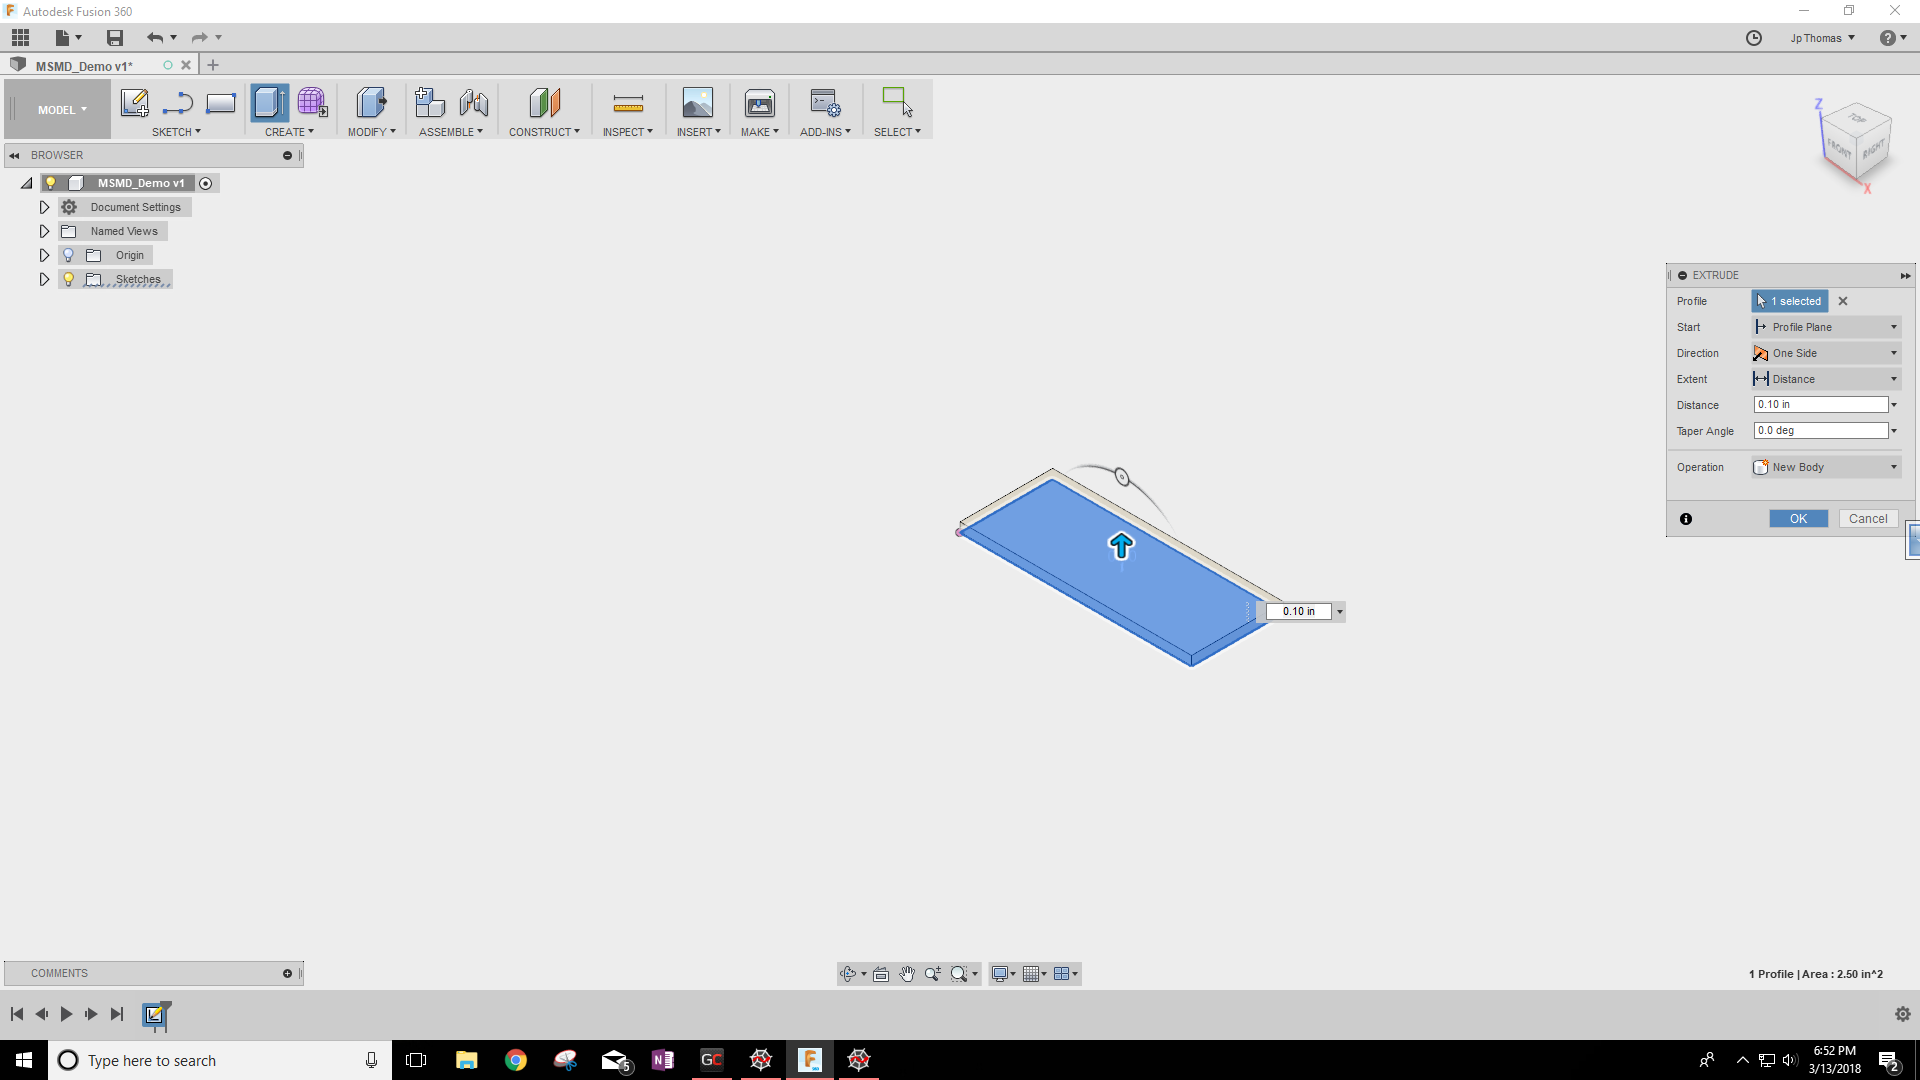 Autodesk Fusion 360
Jp Thomas
MSMD_Demo v1*
MODEL
SKETCH
CREATE
MODIFY
ASSEMBLE
CONSTRUCT
INSPECT
INSERT
MAKE
ADD-INS
SELECT
Z
TOP
FRONT
RIGHT
X
BROWSER
MSMD_Demo v1
Document Settings
Named Views
Origin
Sketches
EXTRUDE
Profile 1 selected
Start Profile Plane
Direction One Side
Extent Distance
Distance 0.10 in
Taper Angle 0.0 deg
Operation New Body
OK Cancel
0.10 in
COMMENTS
1 Profile | Area : 2.50 in^2
Type here to search
5
N
GC
F
6:52 PM
3/13/2018
2